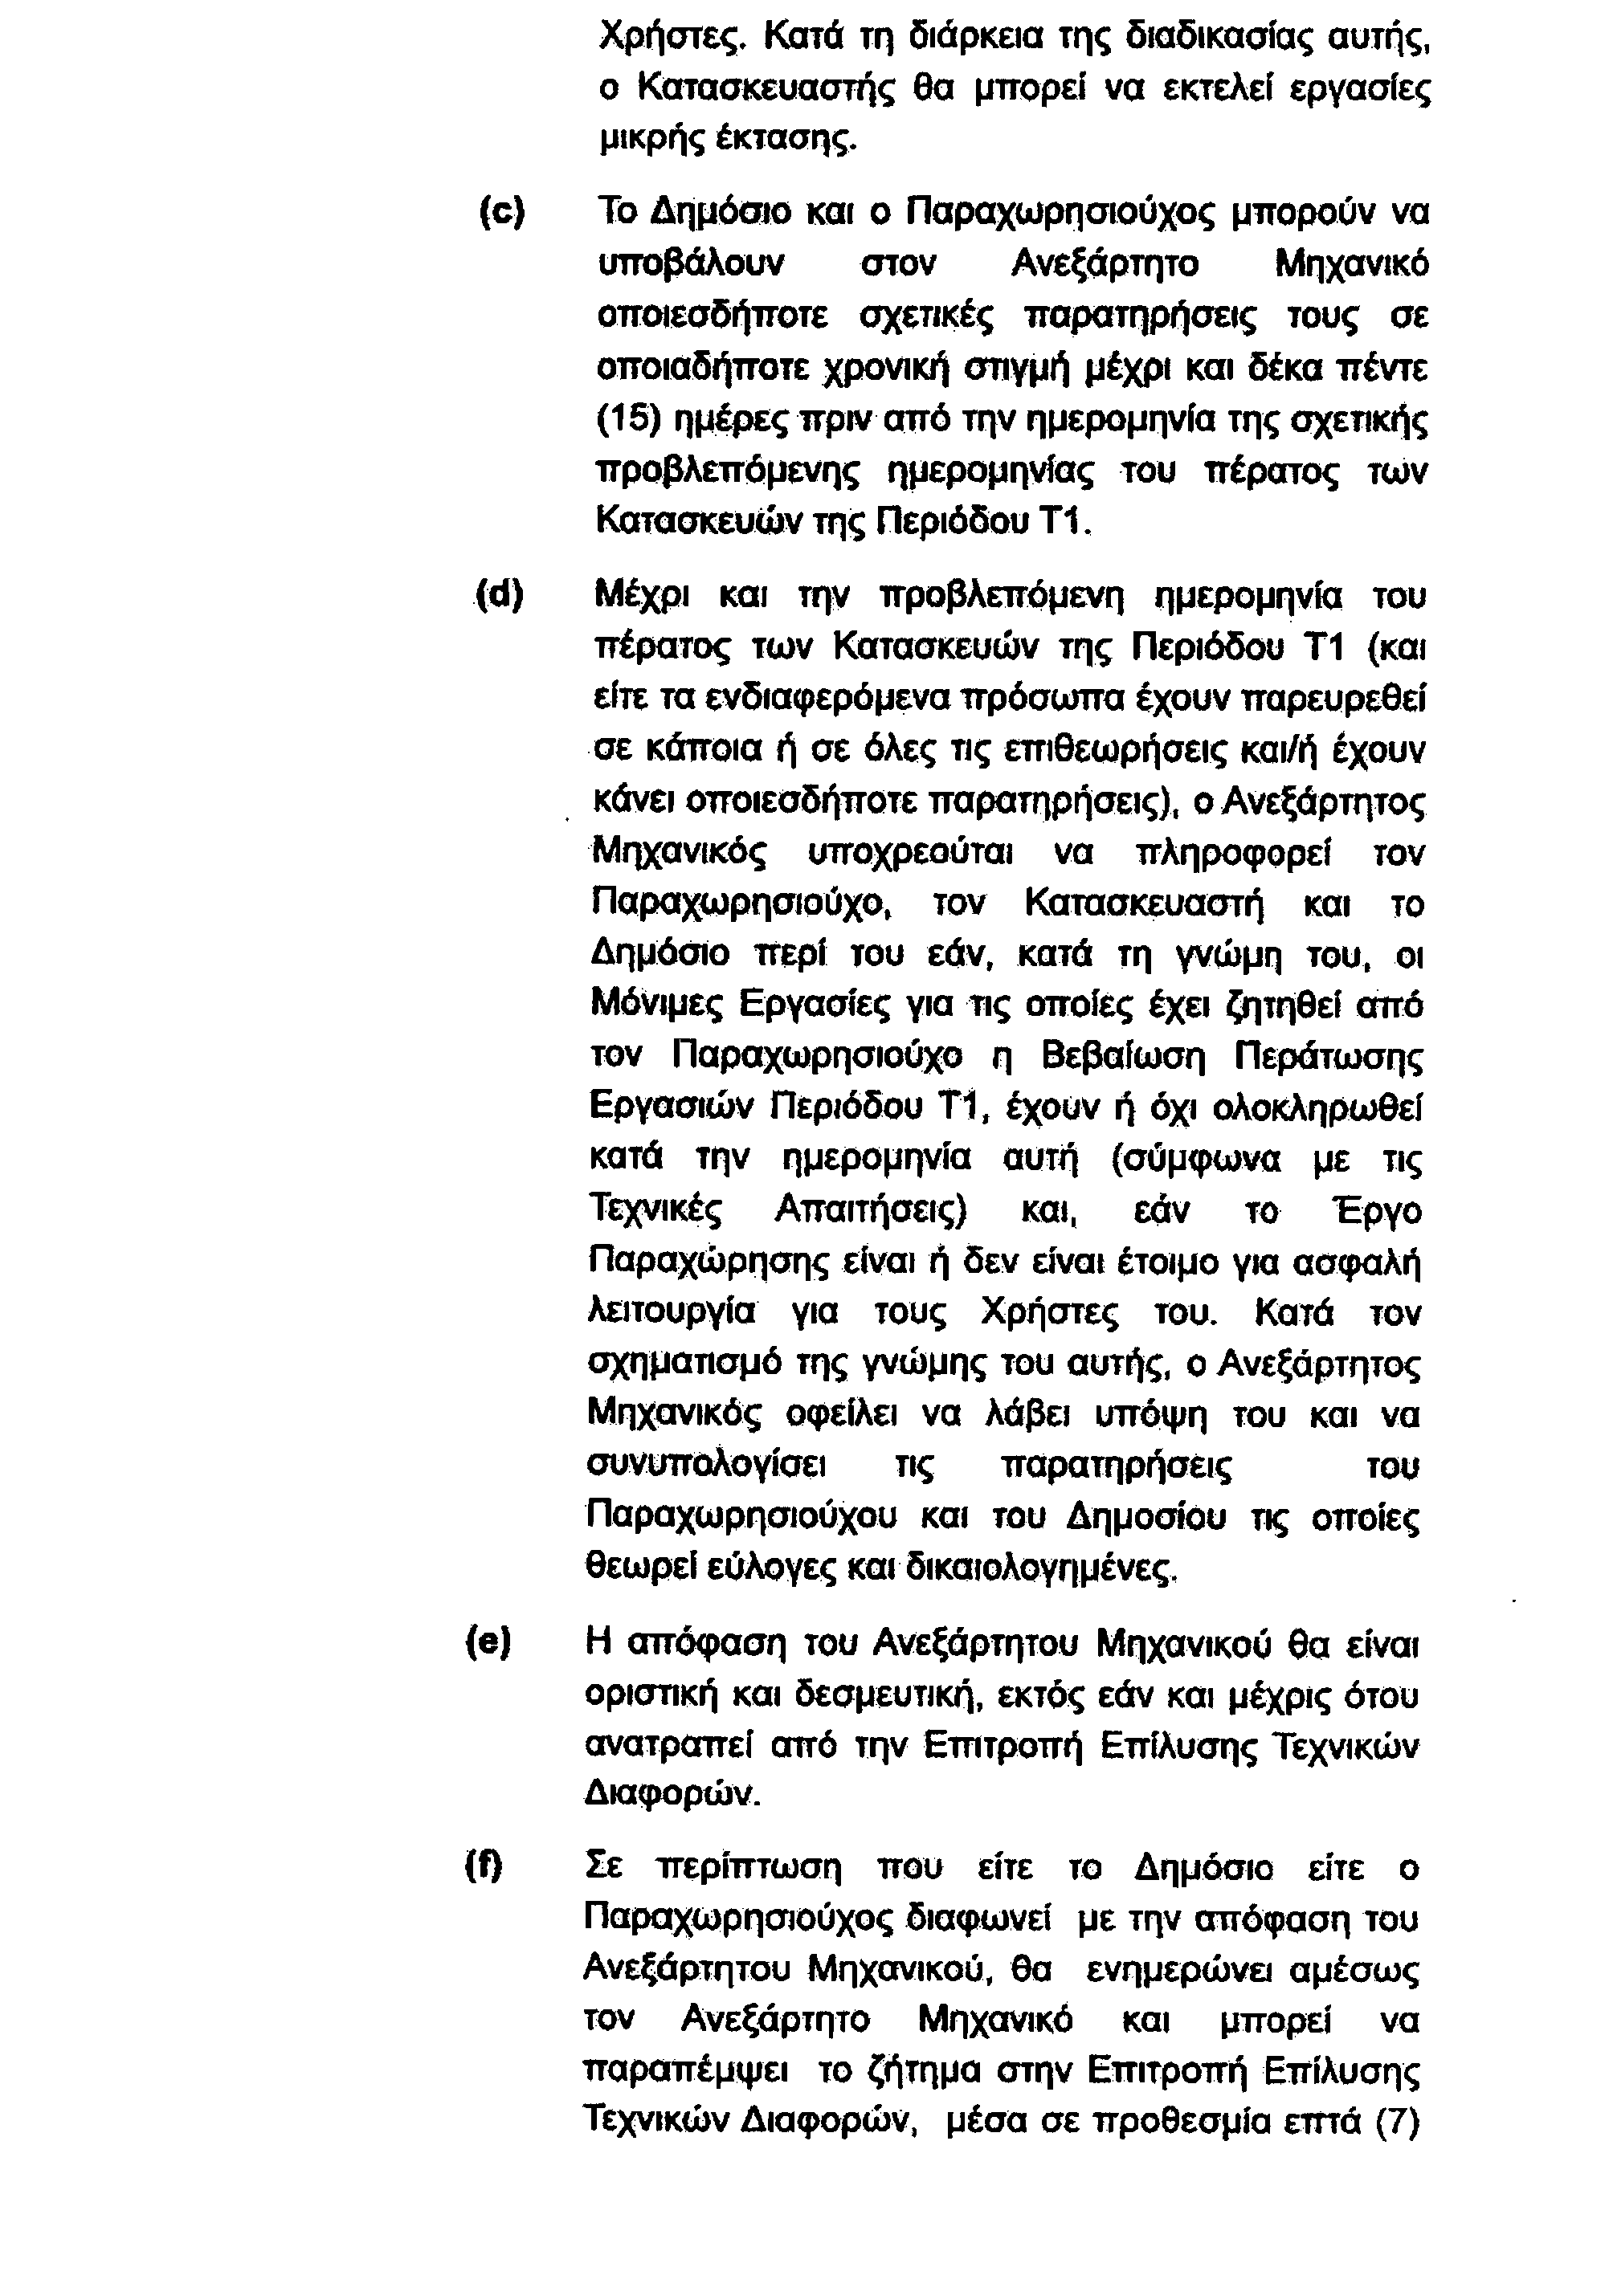 Χρήστες. Κατά τη διάρκεια της διαδικασίας αυτής,
ο Κατασκευαστής θα μπορεί να εκτελεί εργασίες
μικρής έκτασης.
(c) Το Δημόσιο και ο Παραχωρησιούχος μπορούν να
υποβάλουν στον Ανεξάρτητο Μηχανικό
οποιεσδήποτε σχετικές παρατηρήσεις τους σε
οποιαδήποτε χρονική στιγμή μέχρι και δέκα πέντε
(15) ημέρες πριν από την ημερομηνία της σχετικής
προβλεπόμενης ημερομηνίας του πέρατος των
Κατασκευών της Περιόδου Τ1.
(d) Μέχρι και την προβλεπόμενη ημερομηνία του
πέρατος των Κατασκευών της Περιόδου Τ1 (και
είτε τα ενδιαφερόμενα πρόσωπα έχουν παρευρεθεί
σε κάποια ή σε όλες τις επιθεωρήσεις και/ή έχουν
κάνει οποιεσδήποτε παρατηρήσεις), ο Ανεξάρτητος
Μηχανικός υποχρεούται να πληροφορεί τον
Παραχωρησιούχο, τον Κατασκευαστή και το
Δημόσιο περί του εάν, κατά τη γνώμη του, οι
Μόνιμες Εργασίες για τις οποίες έχει ζητηθεί από
τον Παραχωρησιούχο η Βεβαίωση Περάτωσης
Εργασιών Περιόδου Τ1, έχουν ή όχι ολοκληρωθεί
κατά την ημερομηνία αυτή (σύμφωνα με τις
Τεχνικές Απαιτήσεις) και, εάν το Έργο
Παραχώρησης είναι ή δεν είναι έτοιμο για ασφαλή
λειτουργία για τους Χρήστες του. Κατά τον
σχηματισμό της γνώμης του αυτής, ο Ανεξάρτητος
Μηχανικός οφείλει να λάβει υπόψη του και να
συνυπολογίσει τις παρατηρήσεις του
Παραχωρησιούχου και του Δημοσίου τις οποίες
θεωρεί εύλογες και δικαιολογημένες.
(e) Η απόφαση του Ανεξάρτητου Μηχανικού θα είναι
οριστική και δεσμευτική, εκτός εάν και μέχρις ότου
ανατραπεί από την Επιτροπή Επίλυσης Τεχνικών
Διαφορών.
(f) Σε περίπτωση που είτε το Δημόσιο είτε ο
Παραχωρησιούχος διαφωνεί με την απόφαση του
Ανεξάρτητου Μηχανικού, θα ενημερώνει αμέσως
τον Ανεξάρτητο Μηχανικό και μπορεί να
παραπέμψει το ζήτημα στην Επιτροπή Επίλυσης
Τεχνικών Διαφορών, μέσα σε προθεσμία επτά (7)